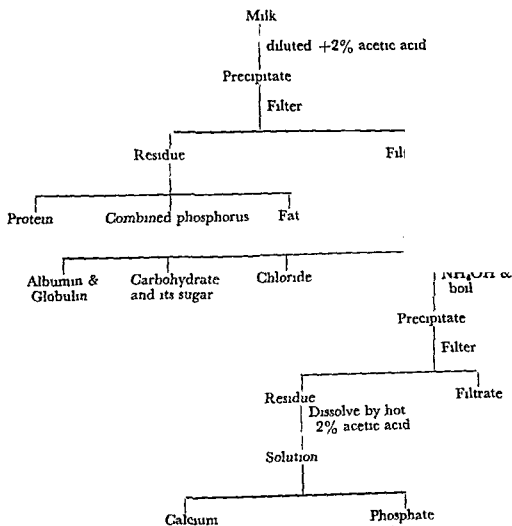 Milk
diluted +2% acetic acid
Precipitate
Filter
Residue
Protein Combined phosphorus Fat
Albumin & Carbohydrate Chloride
Globulin and its sugar
boil
Precipitate
Filter
Residue Filtrate
Dissolve by hot
2% acetic acid
Solution
Calcium Phosphate